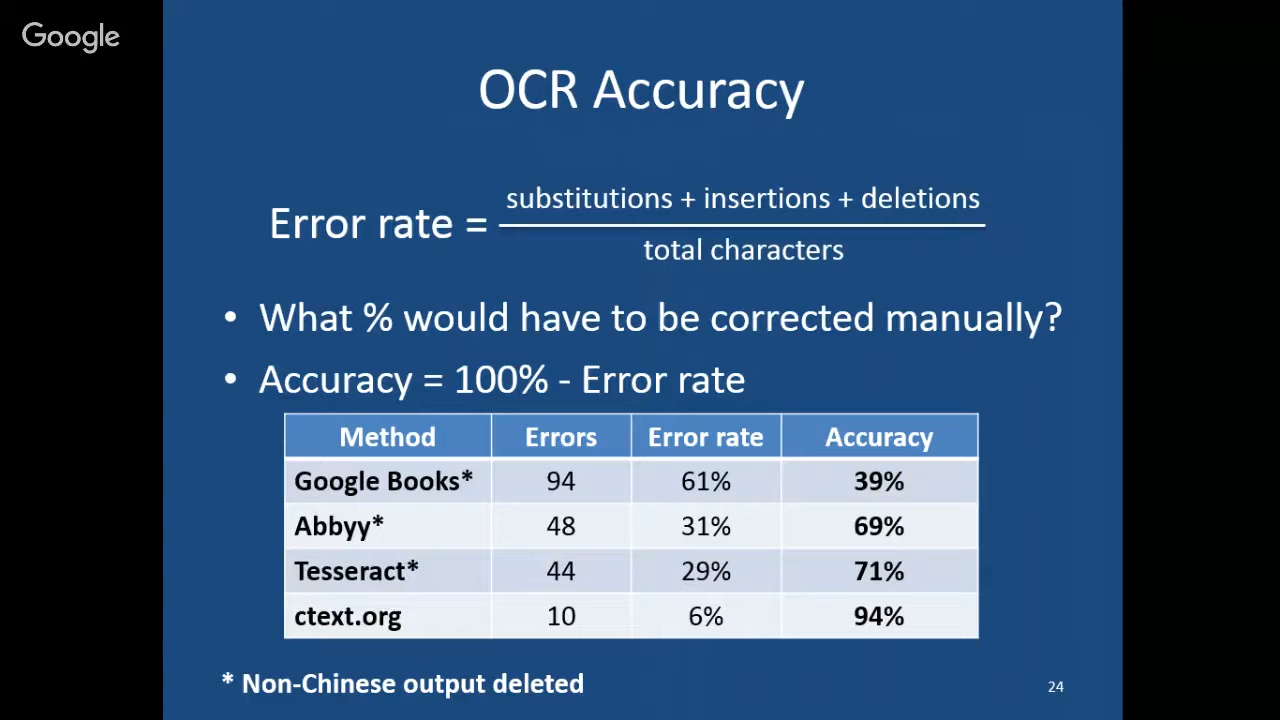 Google
OCR Accuracy
Error rate = substitutions + insertions + deletions
total characters
• What % would have to be corrected manually?
• Accuracy = 100% - Error rate
Method Errors Error rate Accuracy
Google Books* 94 61% 39%
Abbyy* 48 31% 69%
Tesseract* 44 29% 71%
ctext.org 10 6% 94%
* Non-Chinese output deleted
24